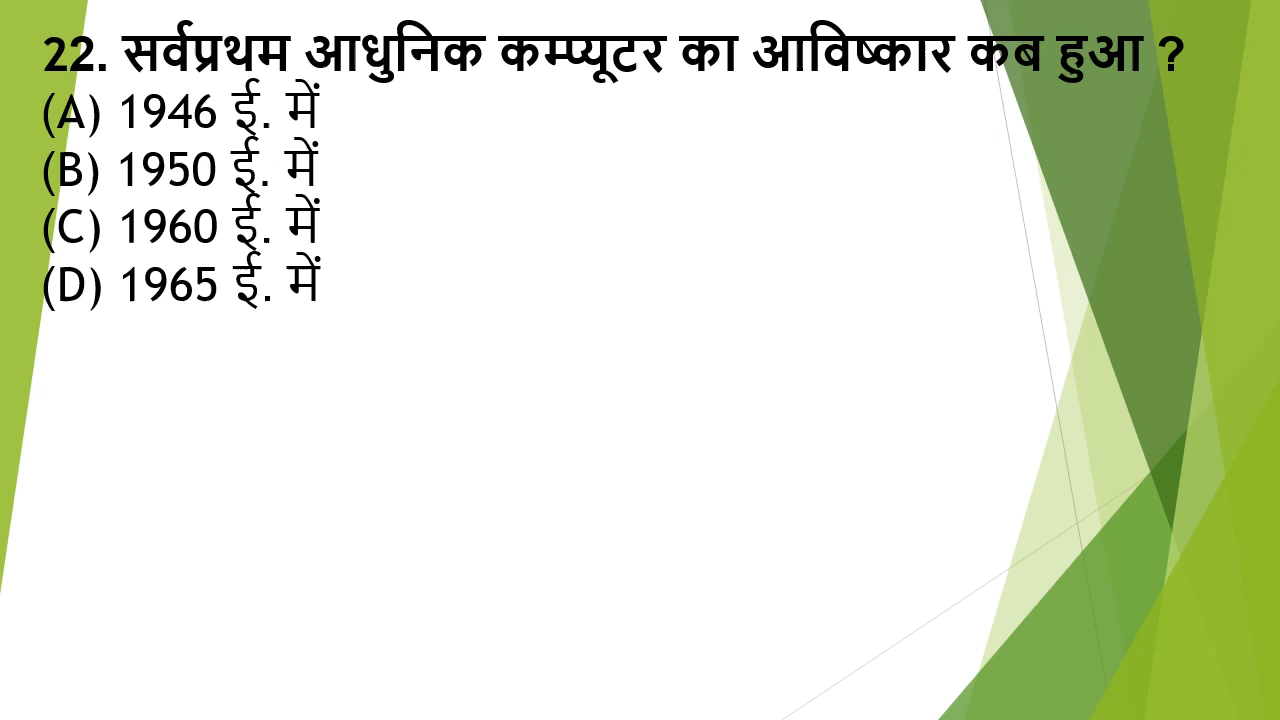 22. सर्वप्रथम आधुनिक कम्प्यूटर का आविष्कार कब हुआ ?
(A) 1946 ई. में
(B) 1950 ई. में
(C) 1960 ई. में
(D) 1965 ई. में